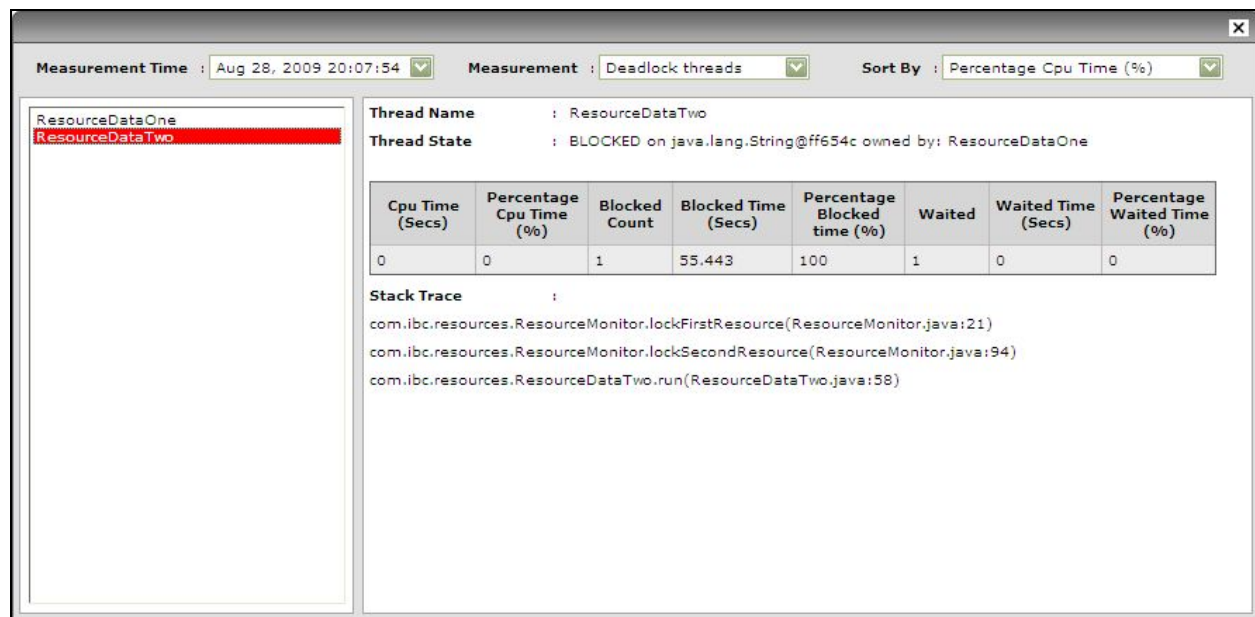 Measurement Time : Aug 28, 2009 20:07:54 Measurement : Deadlock threads Sort By : Percentage Cpu Time (%)
ResourceDataOne
ResourceDataTwo
Thread Name : ResourceDataTwo
Thread State : BLOCKED on java.lang.String@ff654c owned by: ResourceDataOne
Cpu Time (Secs) Percentage Cpu Time (%) Blocked Count Blocked Time (Secs) Percentage Blocked time (%) Waited Waited Time (Secs) Percentage Waited Time (%)
0 0 1 55.443 100 1 0 0
Stack Trace :
com.ibc.resources.ResourceMonitor.lockFirstResource(ResourceMonitor.java:21)
com.ibc.resources.ResourceMonitor.lockSecondResource(ResourceMonitor.java:94)
com.ibc.resources.ResourceDataTwo.run(ResourceDataTwo.java:58)